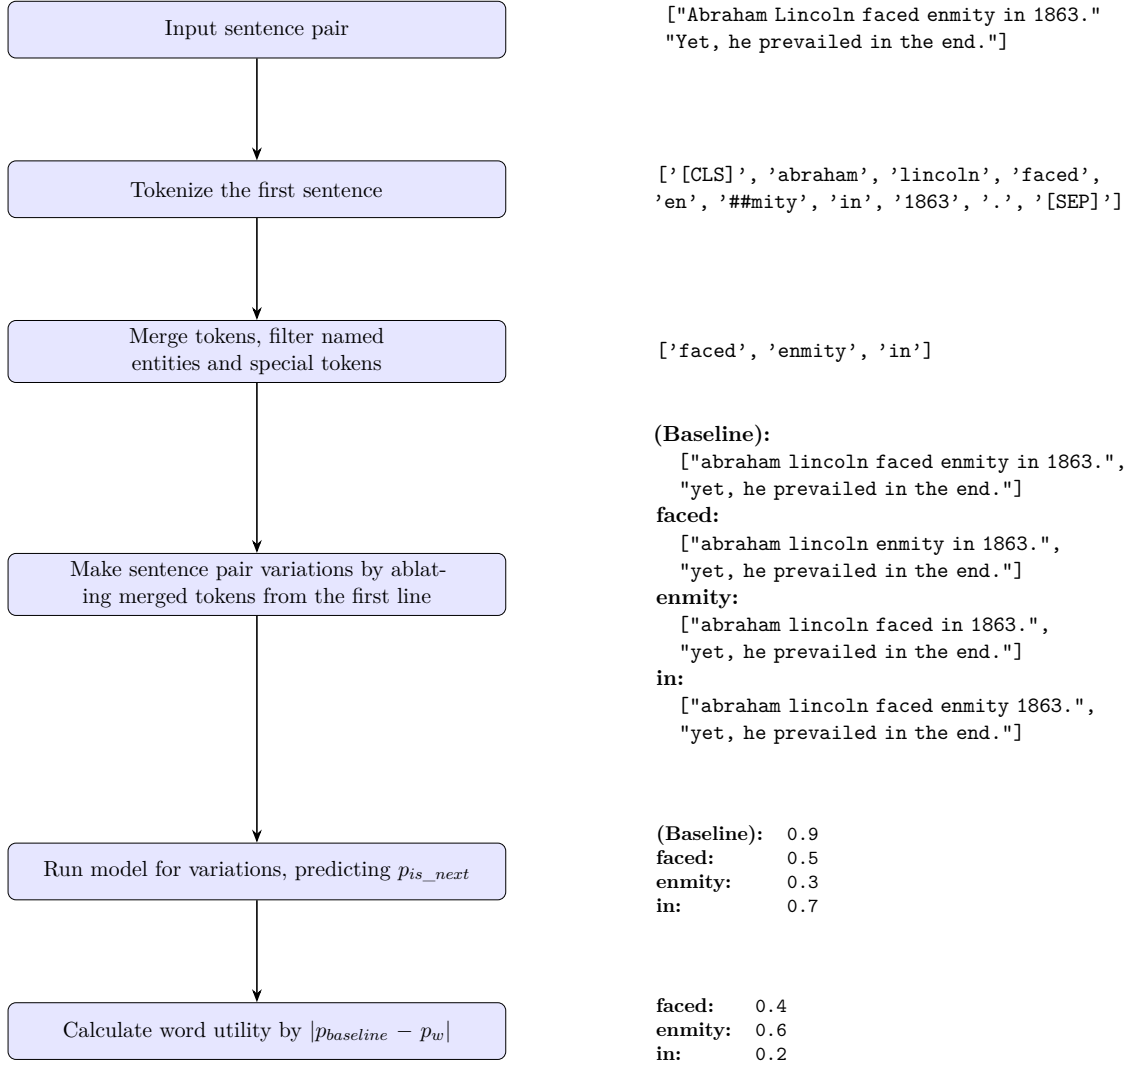 Input sentence pair
["Abraham Lincoln faced enmity in 1863."
"Yet, he prevailed in the end."]
Tokenize the first sentence
['[CLS]', 'abraham', 'lincoln', 'faced',
'en', '##mity', 'in', '1863', '.', '[SEP]']
Merge tokens, filter named
entities and special tokens
['faced', 'enmity', 'in']
Make sentence pair variations by ablat-
ing merged tokens from the first line
(Baseline):
["abraham lincoln faced enmity in 1863.",
"yet, he prevailed in the end."]
faced:
["abraham lincoln enmity in 1863.",
"yet, he prevailed in the end."]
enmity:
["abraham lincoln faced in 1863.",
"yet, he prevailed in the end."]
in:
["abraham lincoln faced enmity 1863.",
"yet, he prevailed in the end."]
Run model for variations, predicting p_is_next
(Baseline): 0.9
faced: 0.5
enmity: 0.3
in: 0.7
Calculate word utility by |p_baseline − p_w|
faced: 0.4
enmity: 0.6
in: 0.2